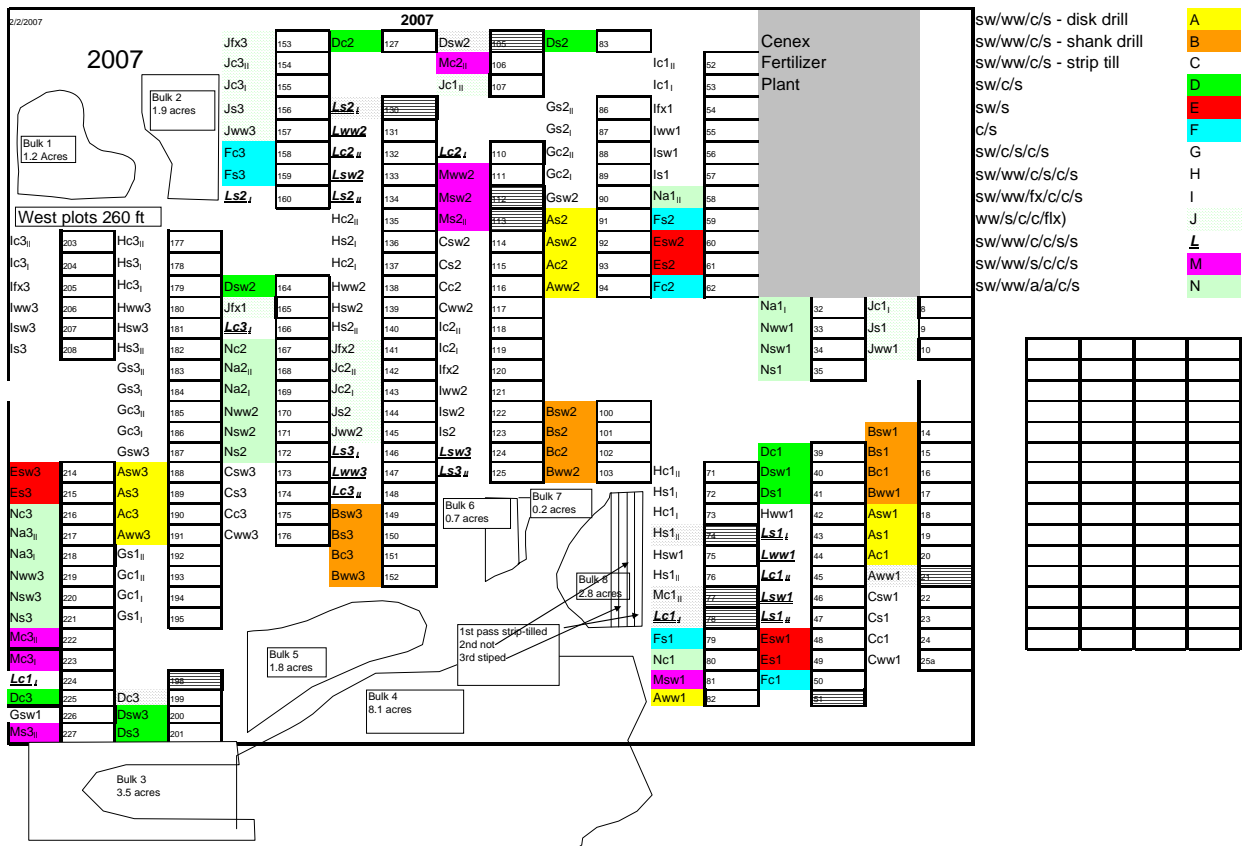 2/2/2007
2007
2007
Jfx3 153 Dc2 127 Dsw2 105 Ds2 83
Cenex
Fertilizer
Plant
Jc3II 154 Mc2II 106 Ic1II 52
Jc3I 155 Jc1II 107 Ic1I 53
Bulk 2
1.9 acres
Js3 156 Ls2I 130 Gs2II 86 Ifx1 54
Jww3 157 Lww2 131 Gs2I 87 Iww1 55
Bulk 1
1.2 Acres
Fc3 158 Lc2II 132 Lc2I 110 Gc2II 88 Isw1 56
Fs3 159 Lsw2 133 Mww2 111 Gc2I 89 Is1 57
Ls2I 160 Ls2II 134 Msw2 112 Gsw2 90 Na1II 58
West plots 260 ft
Hc2II 135 Ms2II 113 As2 91 Fs2 59
Ic3II 203 Hc3II 177 Hs2I 136 Csw2 114 Asw2 92 Esw2 60
Ic3I 204 Hs3I 178 Hc2I 137 Cs2 115 Ac2 93 Es2 61
Ifx3 205 Hc3I 179 Dsw2 164 Hww2 138 Cc2 116 Aww2 94 Fc2 62
Iww3 206 Hww3 180 Jfx1 165 Hsw2 139 Cww2 117 Na1I 32 Jc1I 8
Isw3 207 Hsw3 181 Lc3I 166 Hs2II 140 Ic2II 118 Nww1 33 Js1 9
Is3 208 Hs3II 182 Nc2 167 Jfx2 141 Ic2I 119 Nsw1 34 Jww1 10
Gs3II 183 Na2II 168 Jc2II 142 Ifx2 120 Ns1 35
Gs3I 184 Na2I 169 Jc2I 143 Iww2 121
Gc3II 185 Nww2 170 Js2 144 Isw2 122 Bsw2 100
Gc3I 186 Nsw2 171 Jww2 145 Is2 123 Bs2 101 Bsw1 14
Gsw3 187 Ns2 172 Ls3I 146 Lsw3 124 Bc2 102 Dc1 39 Bs1 15
Esw3 214 Asw3 188 Csw3 173 Lww3 147 Ls3II 125 Bww2 103 Hc1II 71 Dsw1 40 Bc1 16
Es3 215 As3 189 Cs3 174 Lc3II 148 Hs1I 72 Ds1 41 Bww1 17
Bulk 6
0.7 acres
Bulk 7
0.2 acres
Nc3 216 Ac3 190 Cc3 175 Bsw3 149 Hc1I 73 Hww1 42 Asw1 18
Na3II 217 Aww3 191 Cww3 176 Bs3 150 Hs1II 74 Ls1I 43 As1 19
Na3I 218 Gs1II 192 Bc3 151 Hsw1 75 Lww1 44 Ac1 20
Nww3 219 Gc1II 193 Bww3 152 Hs1II 76 Lc1II 45 Aww1 21
Bulk 8
2.8 acres
Nsw3 220 Gc1I 194 Mc1II 77 Lsw1 46 Csw1 22
Ns3 221 Gs1I 195 Lc1I 78 Ls1II 47 Cs1 23
Mc3II 222 Fs1 79 Esw1 48 Cc1 24
1st pass strip-tilled
2nd not
3rd stiped
Mc3I 223 Nc1 80 Es1 49 Cww1 25a
Bulk 5
1.8 acres
Lc1I 224 198 Msw1 81 Fc1 50
Dc3 225 Dc3 199 Aww1 82 51
Bulk 4
8.1 acres
Gsw1 226 Dsw3 200
Ms3II 227 Ds3 201
Bulk 3
3.5 acres
sw/ww/c/s - disk drill A
sw/ww/c/s - shank drill B
sw/ww/c/s - strip till C
sw/c/s D
sw/s E
c/s F
sw/c/s/c/s G
sw/ww/c/s/c/s H
sw/ww/fx/c/c/s I
ww/s/c/c/flx) J
sw/ww/c/c/s/s L
sw/ww/s/c/c/s M
sw/ww/a/a/c/s N